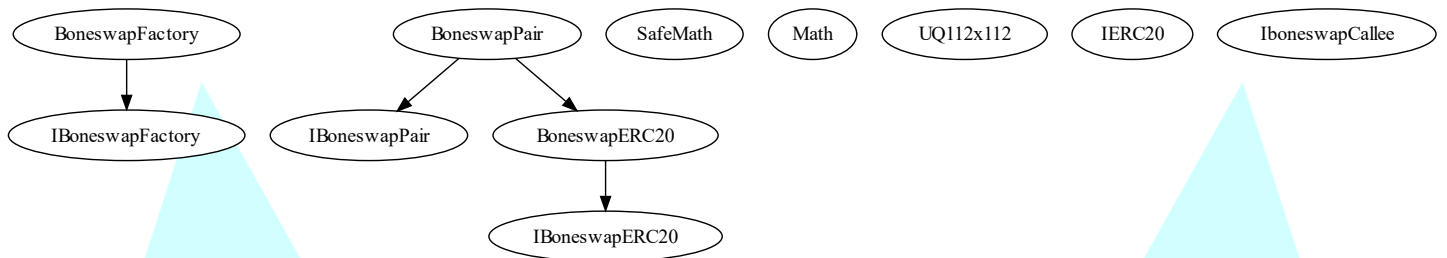 BoneswapFactory
BoneswapPair
SafeMath
Math
UQ112x112
IERC20
IboneswapCallee
IBoneswapFactory
IBoneswapPair
BoneswapERC20
IBoneswapERC20